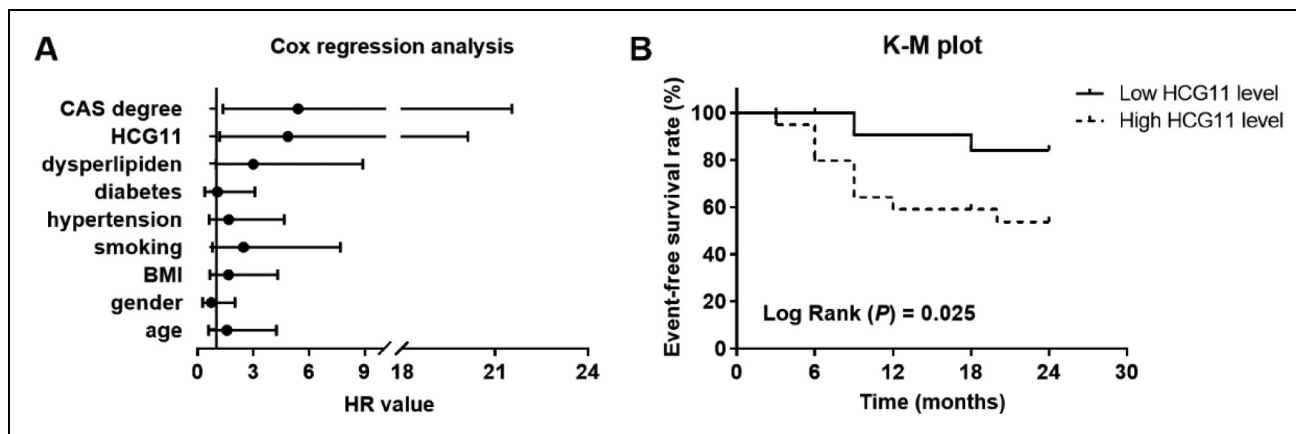 A
Cox regression analysis
CAS degree
HCG11
dysperlipiden
diabetes
hypertension
smoking
BMI
gender
age
0 3 6 9 18 21 24
HR value
B
K-M plot
Low HCG11 level
High HCG11 level
Event-free survival rate (%)
100
80
60
40
20
0
Log Rank (P) = 0.025
0 6 12 18 24 30
Time (months)